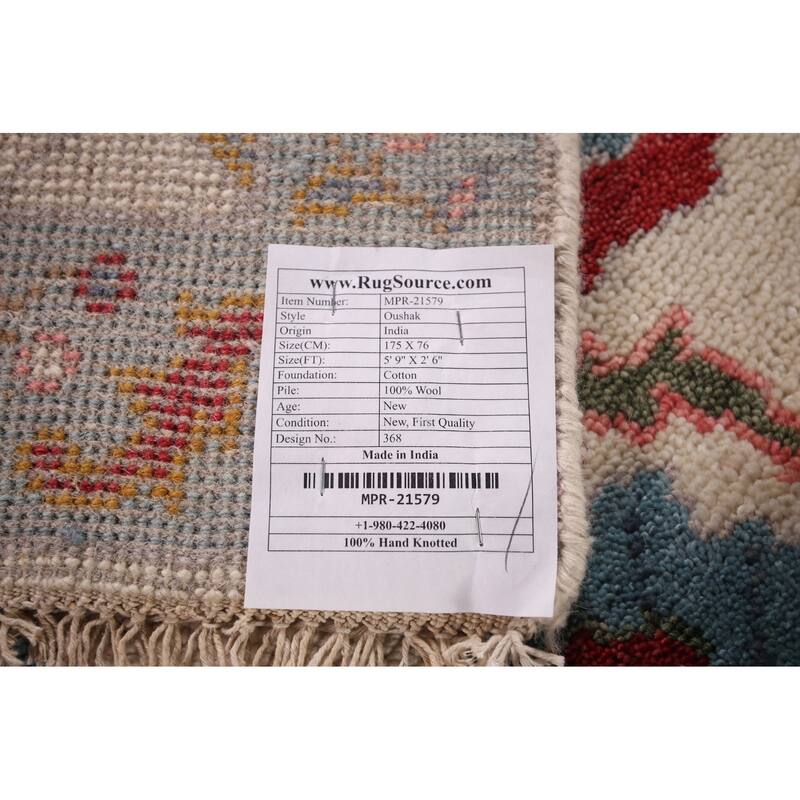 www.RugSource.com
Item Number: MPR-21579
Style Oushak
Origin India
Size(CM): 175 X 76
Size(FT): 5' 9" X 2' 6"
Foundation: Cotton
Pile: 100% Wool
Age: New
Condition: New, First Quality
Design No.: 368
Made in India
MPR-21579
+1-980-422-4080
100% Hand Knotted